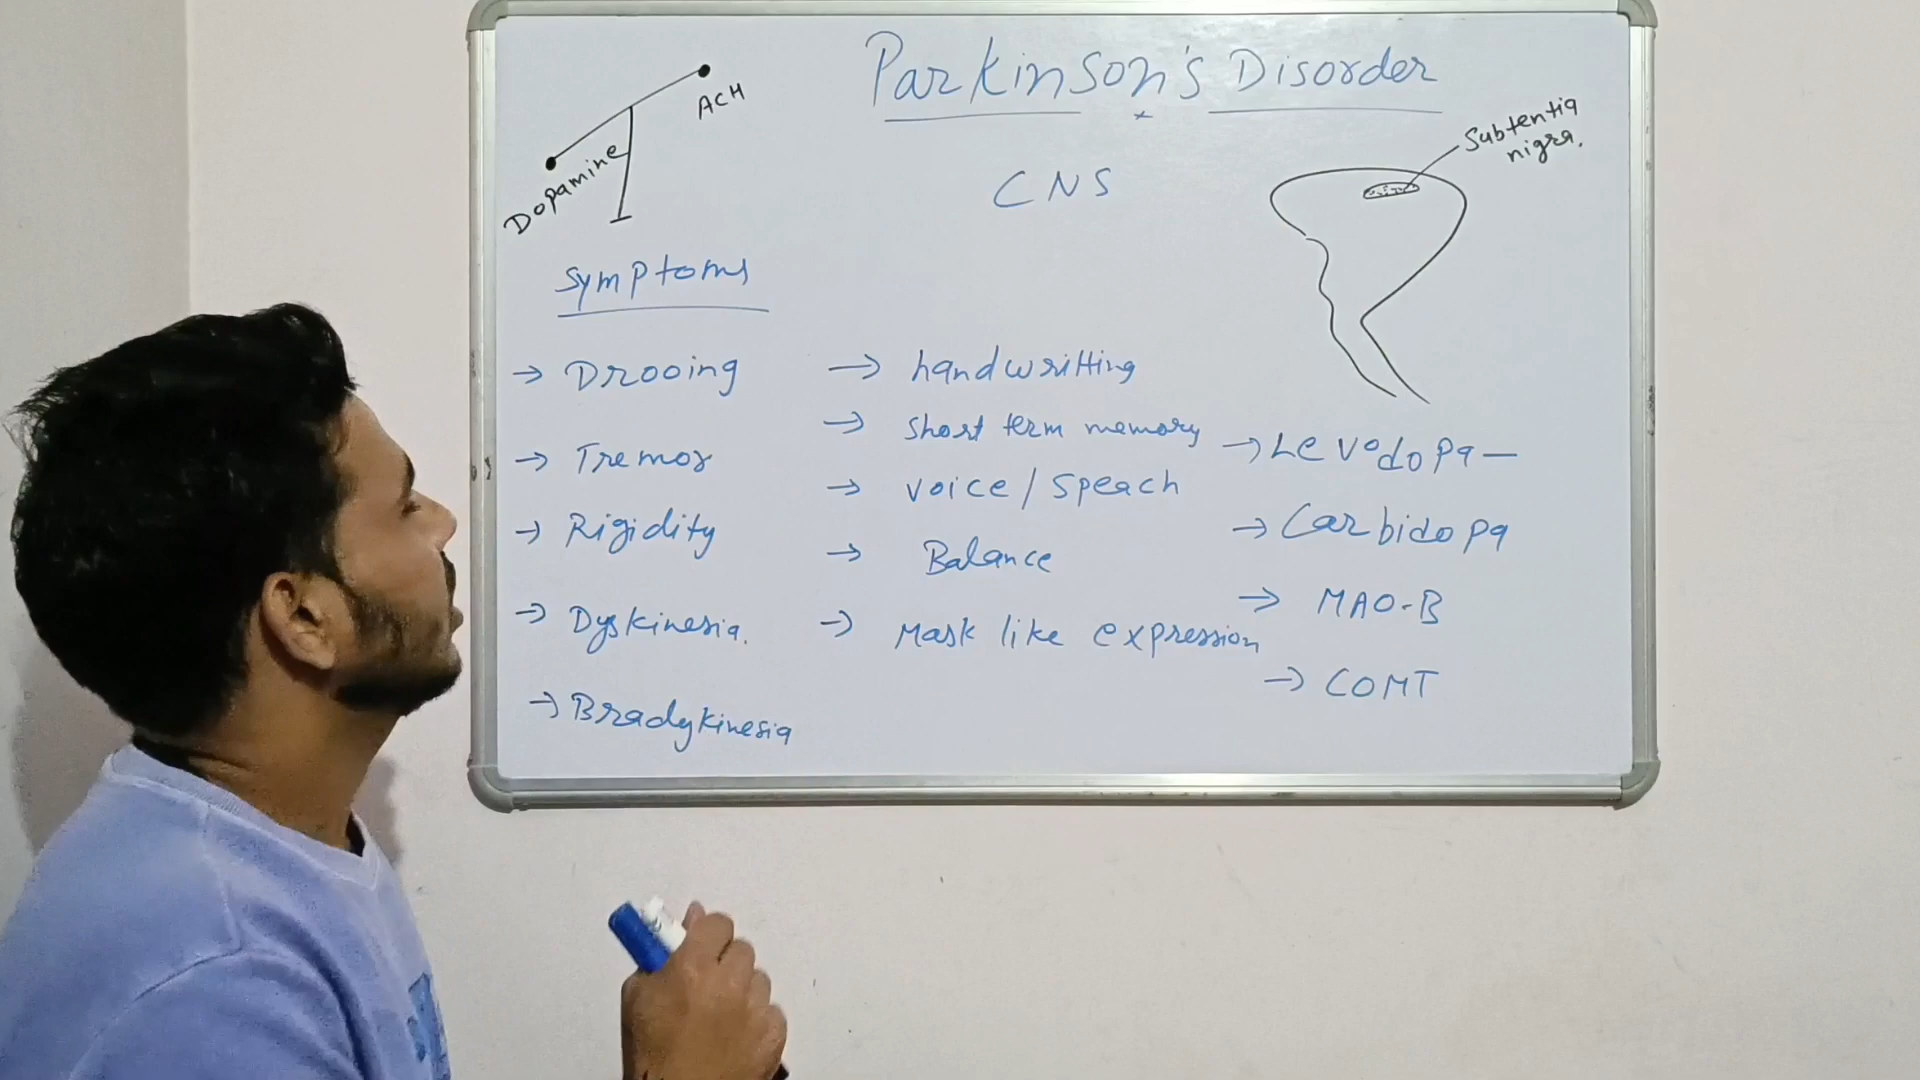 Parkinson's Disorder
ACH
Dopamine
Subtentia
nigra.
CNS
Symptoms
→ Drooing
→ Tremor
→ Rigidity
→ Dyskinesia.
→ Bradykinesia
→ handwritting
→ Short term memory
→ voice/Speach
→ Balance
→ Mask like expression
→ Levodopa —
→ Carbidopa
→ MAO-B
→ COMT